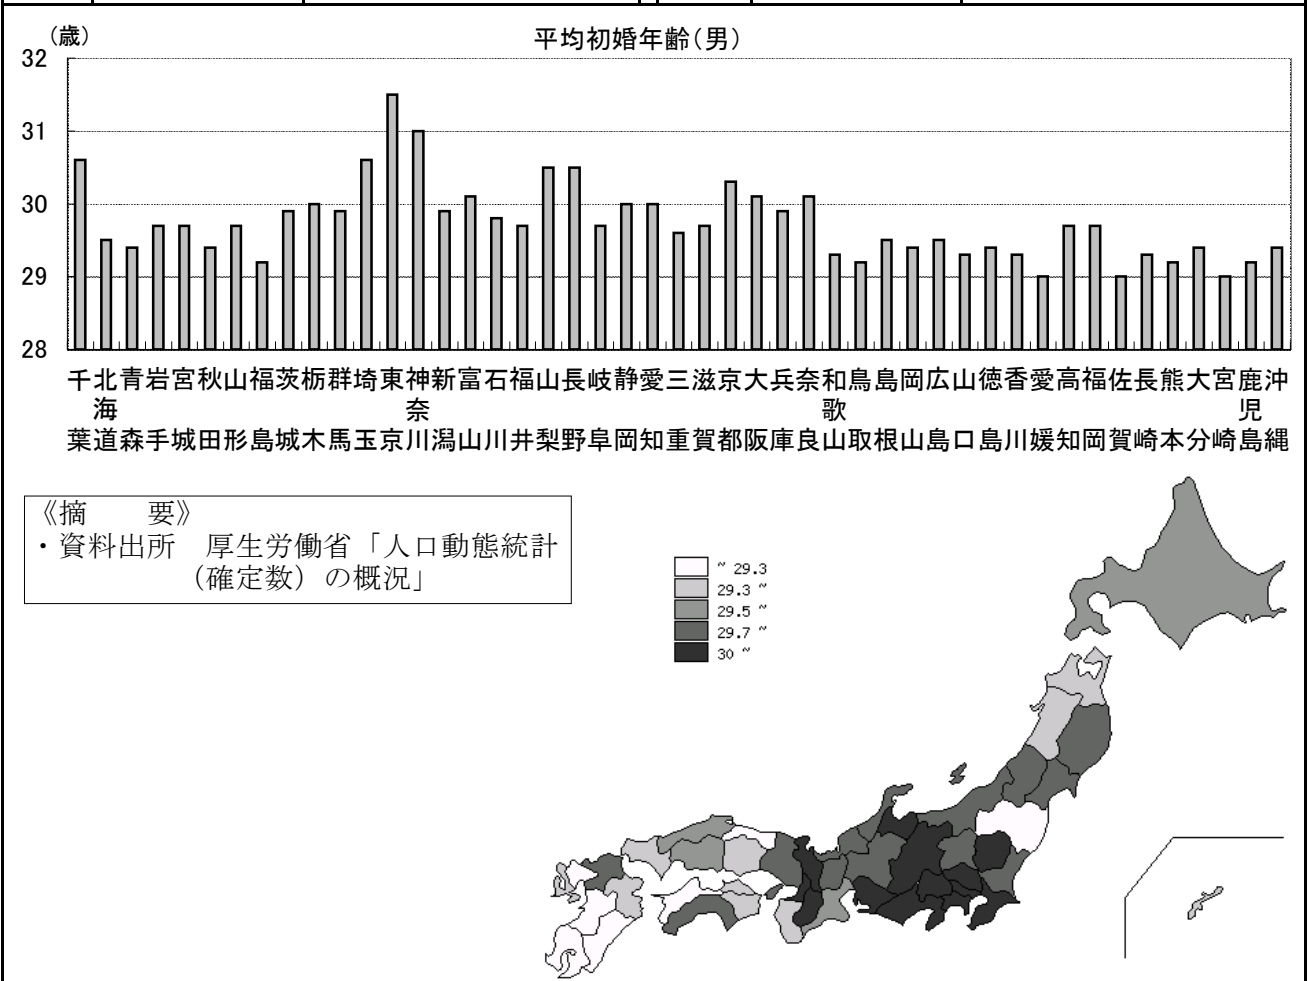 (歳)
平均初婚年齢(男)
32
31
30
29
28
千葉
北海道
青森
岩手
宮城
秋田
山形
福島
茨城
栃木
群馬
埼玉
東京
神奈川
新潟
富山
石川
福井
山梨
長野
岐阜
静岡
愛知
三重
滋賀
京都
大阪
兵庫
奈良
和歌山
鳥取
島根
岡山
広島
山口
徳島
香川
愛媛
高知
福岡
佐賀
長崎
熊本
大分
宮崎
鹿児島
沖縄
《摘　　要》
・資料出所　厚生労働省「人口動態統計
（確定数）の概況」
~ 29.3
29.3 ~
29.5 ~
29.7 ~
30 ~